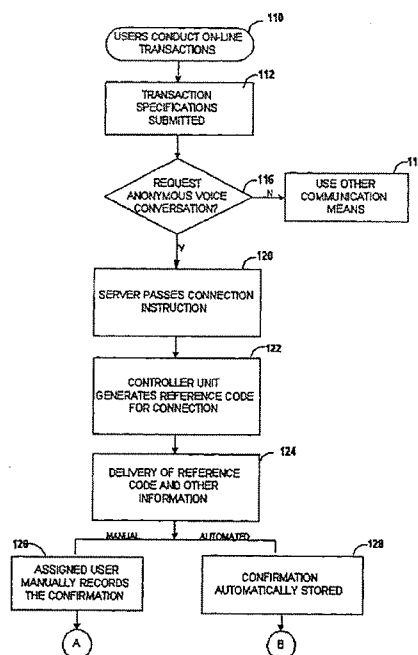 110
USERS CONDUCT ON-LINE
TRANSACTIONS
112
TRANSACTION
SPECIFICATIONS
SUBMITTED
116
REQUEST
ANONYMOUS VOICE
CONVERSATION?
N
11
USE OTHER
COMMUNICATION
MEANS
Y
120
SERVER PASSES CONNECTION
INSTRUCTION
122
CONTROLLER UNIT
GENERATES REFERENCE CODE
FOR CONNECTION
124
DELIVERY OF REFERENCE
CODE AND OTHER
INFORMATION
MANUAL
AUTOMATED
126
ASSIGNED USER
MANUALLY RECORDS
THE CONFIRMATION
128
CONFIRMATION
AUTOMATICALLY STORED
A
B